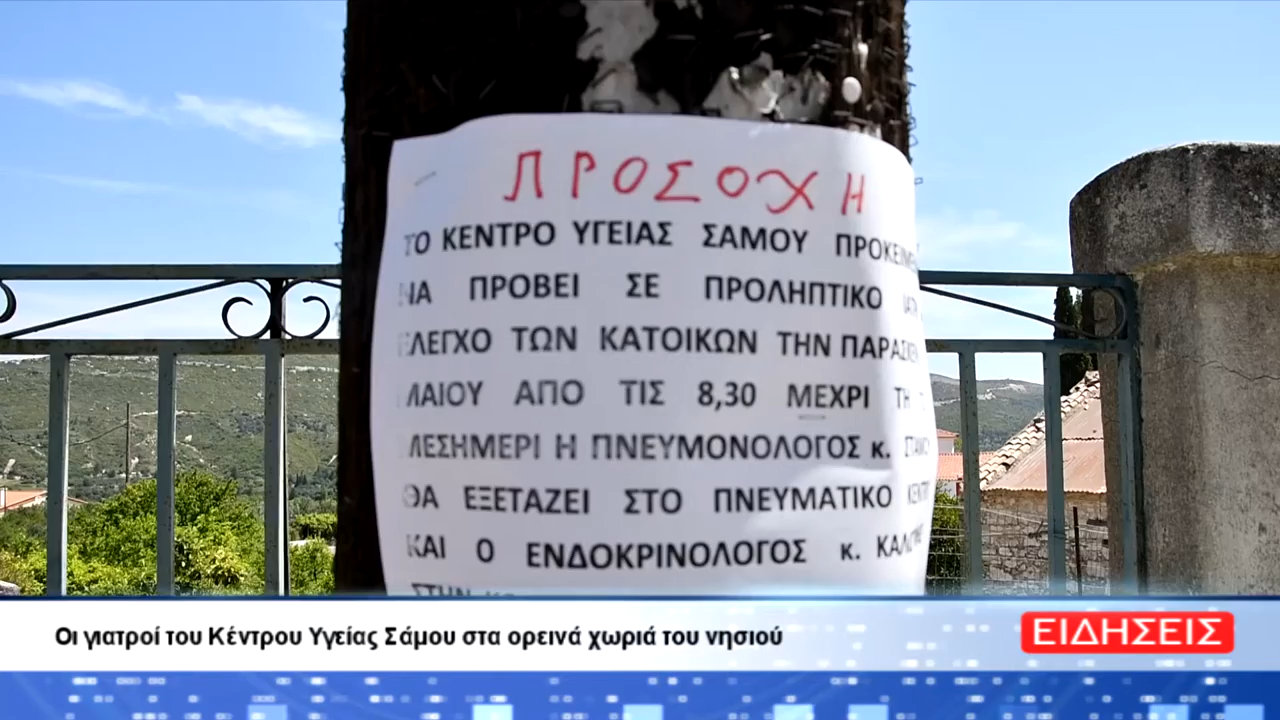 ΠΡΟΣΟΧΗ
ΤΟ ΚΕΝΤΡΟ ΥΓΕΙΑΣ ΣΑΜΟΥ
ΝΑ ΠΡΟΒΕΙ ΣΕ ΠΡΟΛΗΠΤΙΚΟ
ΕΛΕΓΧΟ ΤΩΝ ΚΑΤΟΙΚΩΝ ΤΗΝ
ΜΑΙΟΥ ΑΠΟ ΤΙΣ 8,30 ΜΕΧΡΙ
ΜΕΣΗΜΕΡΙ Η ΠΝΕΥΜΟΝΟΛΟΓΟΣ κ.
ΘΑ ΕΞΕΤΑΖΕΙ ΣΤΟ ΠΝΕΥΜΑΤΙΚΟ
ΚΑΙ Ο ΕΝΔΟΚΡΙΝΟΛΟΓΟΣ κ.
Οι γιατροί του Κέντρου Υγείας Σάμου στα ορεινά χωριά του νησιού
ΕΙΔΗΣΕΙΣ